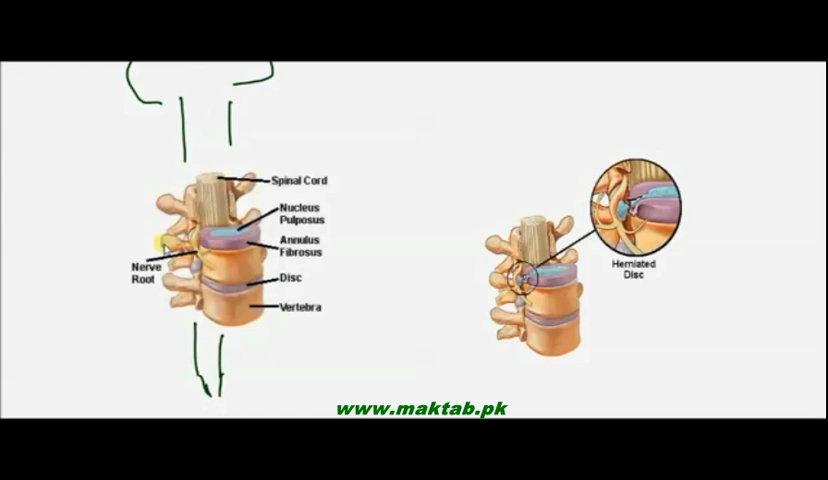 Spinal Cord
Nucleus
Pulposus
Annulus
Fibrosus
Nerve
Root
Disc
Vertebra
Herniated
Disc
www.maktab.pk